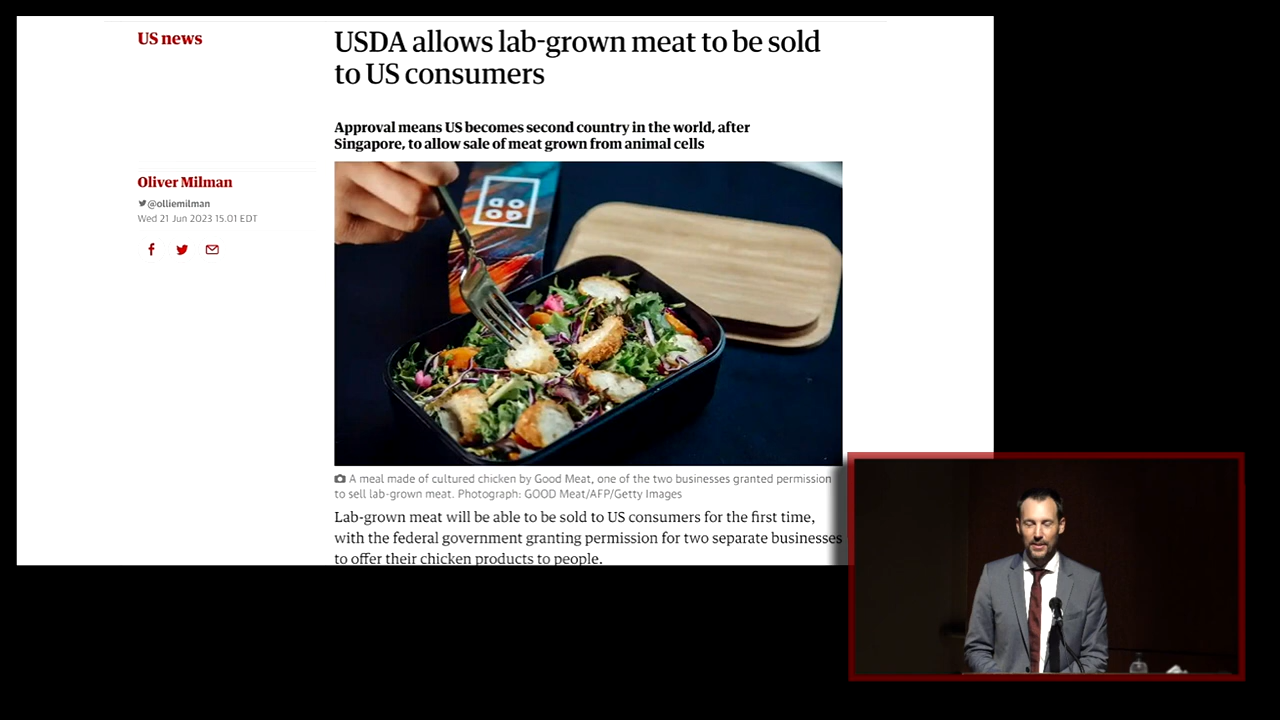 US news
USDA allows lab-grown meat to be sold
to US consumers
Approval means US becomes second country in the world, after
Singapore, to allow sale of meat grown from animal cells
Oliver Milman
@olliemilman
Wed 21 Jun 2023 15.01 EDT
A meal made of cultured chicken by Good Meat, one of the two businesses granted permission
to sell lab-grown meat. Photograph: GOOD Meat/AFP/Getty Images
Lab-grown meat will be able to be sold to US consumers for the first time,
with the federal government granting permission for two separate businesses
to offer their chicken products to people.